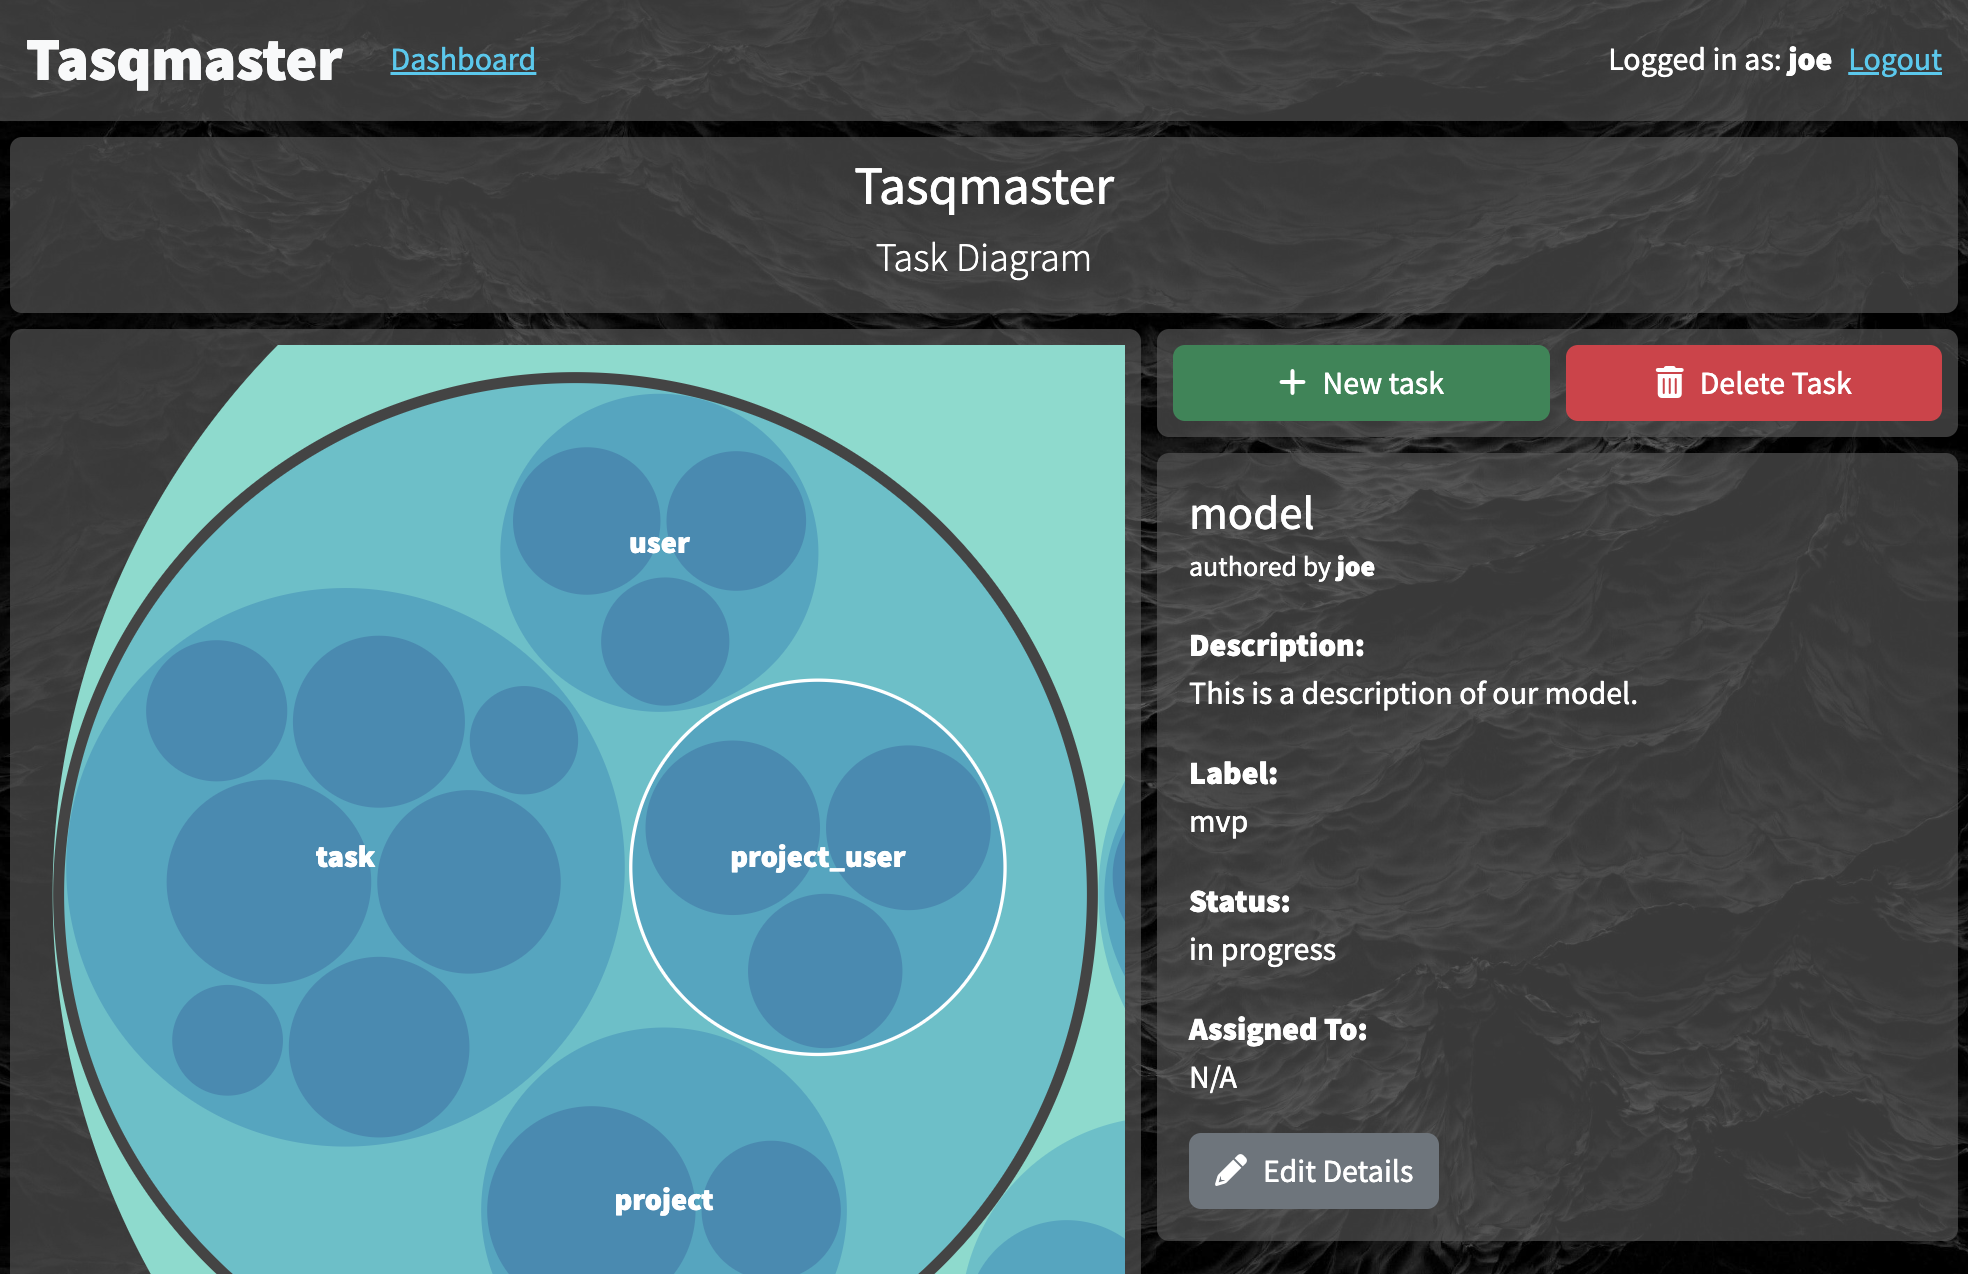 Tasqmaster Dashboard Logged in as: joe Logout
Tasqmaster
Task Diagram
user
task
project_user
project
New task
Delete Task
model
authored by joe
Description:
This is a description of our model.
Label:
mvp
Status:
in progress
Assigned To:
N/A
Edit Details